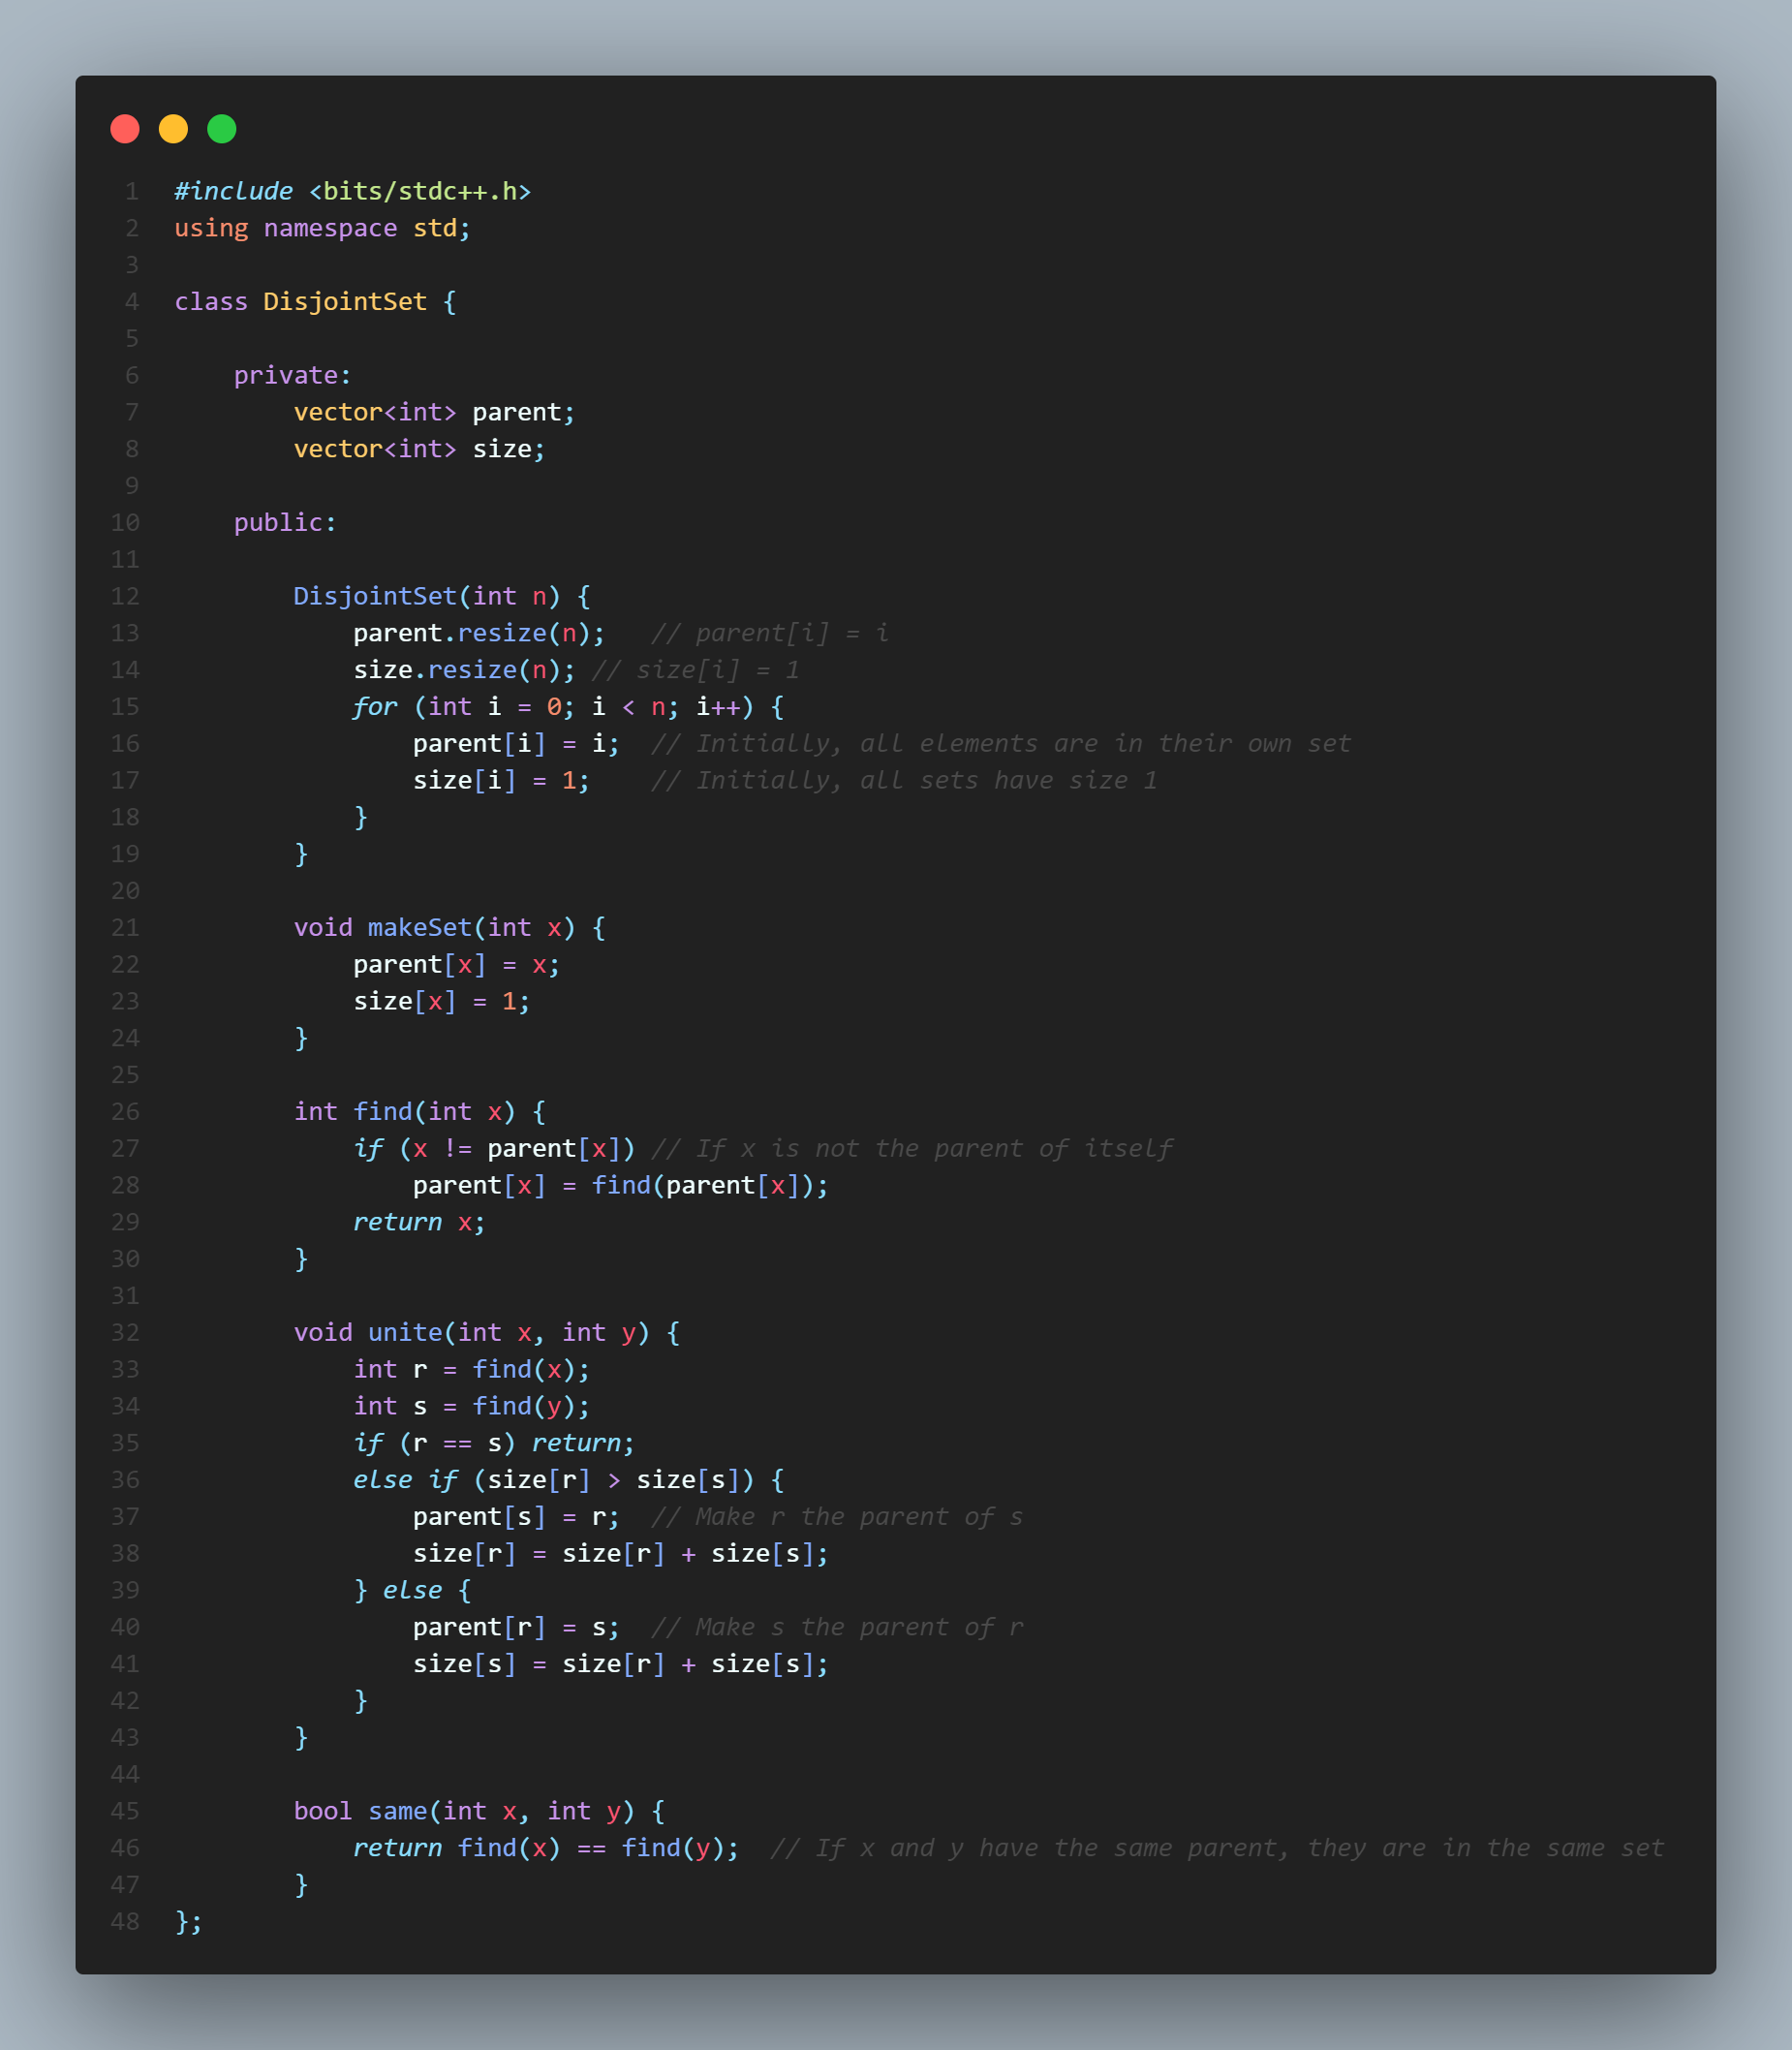 1 #include <bits/stdc++.h>
2 using namespace std;
3
4 class DisjointSet {
5
6     private:
7         vector<int> parent;
8         vector<int> size;
9
10     public:
11
12         DisjointSet(int n) {
13             parent.resize(n);   // parent[i] = i
14             size.resize(n); // size[i] = 1
15             for (int i = 0; i < n; i++) {
16                 parent[i] = i;  // Initially, all elements are in their own set
17                 size[i] = 1;    // Initially, all sets have size 1
18             }
19         }
20
21         void makeSet(int x) {
22             parent[x] = x;
23             size[x] = 1;
24         }
25
26         int find(int x) {
27             if (x != parent[x]) // If x is not the parent of itself
28                 parent[x] = find(parent[x]);
29             return x;
30         }
31
32         void unite(int x, int y) {
33             int r = find(x);
34             int s = find(y);
35             if (r == s) return;
36             else if (size[r] > size[s]) {
37                 parent[s] = r;  // Make r the parent of s
38                 size[r] = size[r] + size[s];
39             } else {
40                 parent[r] = s;  // Make s the parent of r
41                 size[s] = size[r] + size[s];
42             }
43         }
44
45         bool same(int x, int y) {
46             return find(x) == find(y);  // If x and y have the same parent, they are in the same set
47         }
48 };